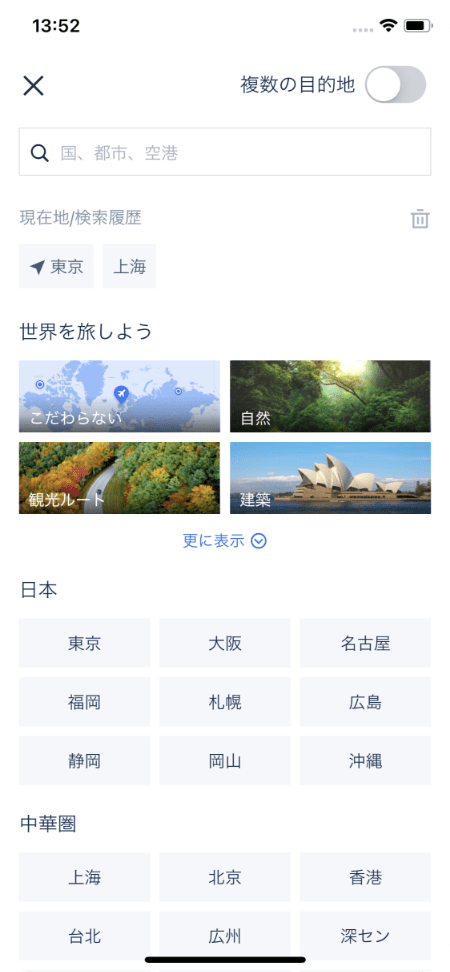 13:52
複数の目的地
国、都市、空港
現在地/検索履歴
東京 上海
世界を旅しよう
こだわらない 自然
観光ルート 建築
更に表示
日本
東京 大阪 名古屋
福岡 札幌 広島
静岡 岡山 沖縄
中華圏
上海 北京 香港
台北 広州 深セン